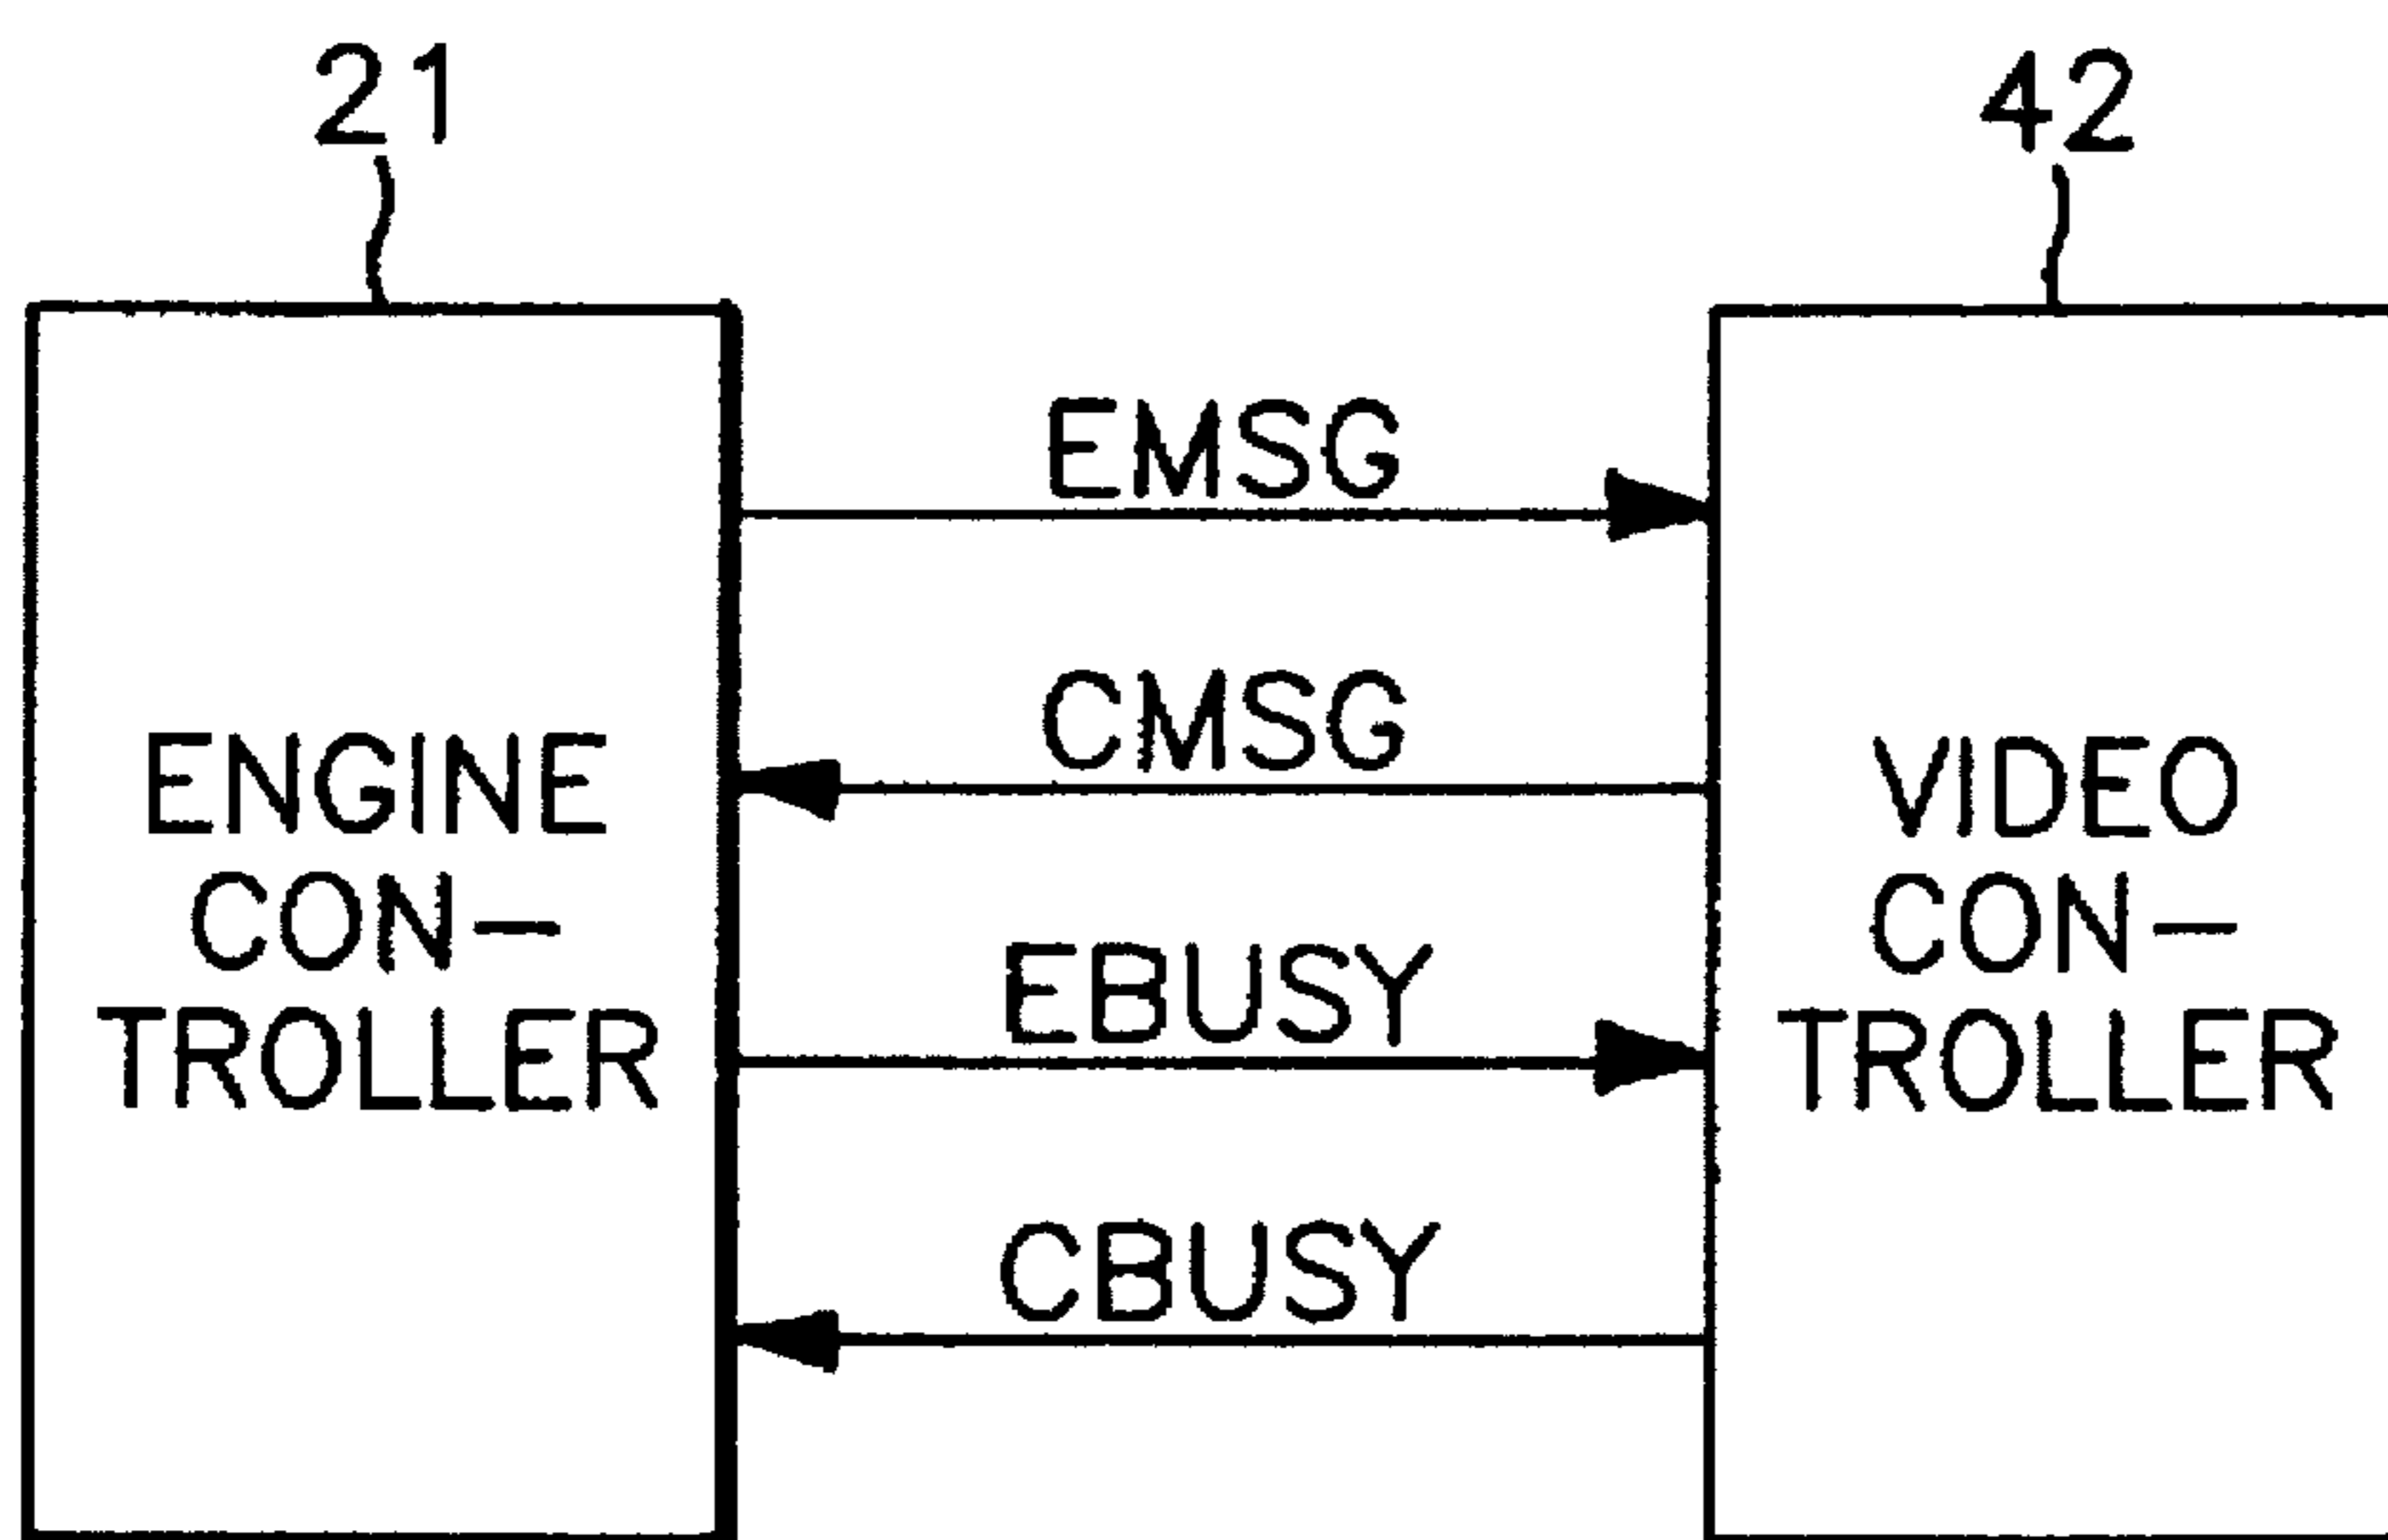 21
42
EMSG
CMSG
ENGINE
CON-
TROLLER
VIDEO
CON-
TROLLER
EBUSY
CBUSY